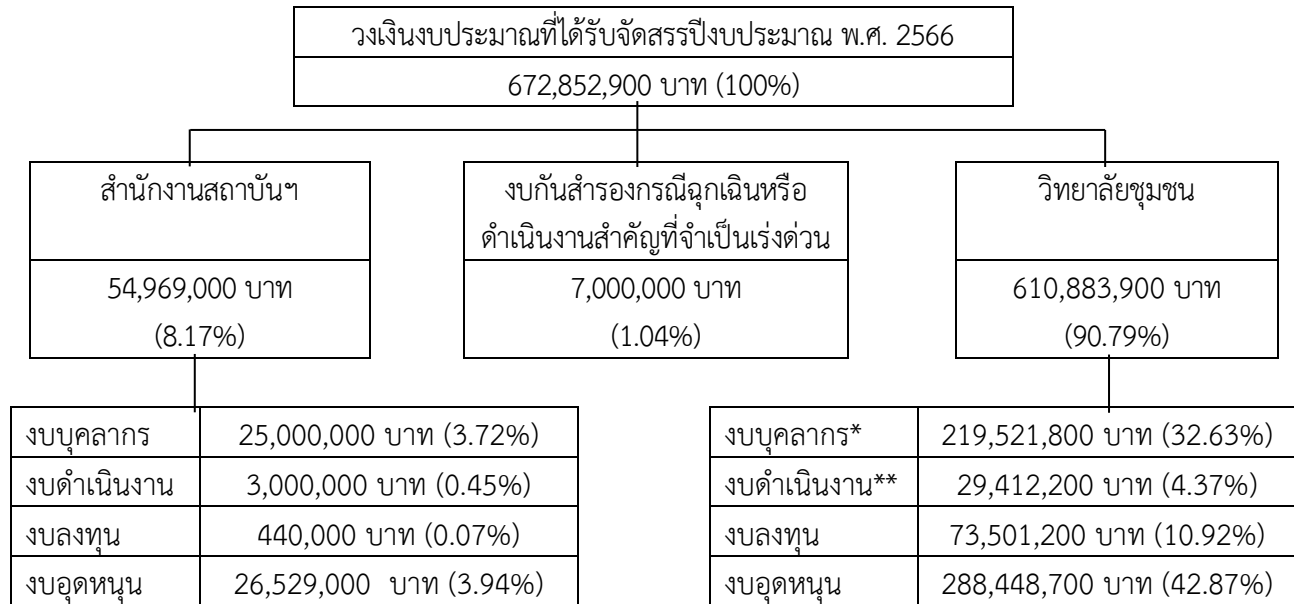 วงเงินงบประมาณที่ได้รับจัดสรรปีงบประมาณ พ.ศ. 2566
672,852,900 บาท (100%)
สำนักงานสถาบันฯ
54,969,000 บาท
(8.17%)
งบกันสำรองกรณีฉุกเฉินหรือ
ดำเนินงานสำคัญที่จำเป็นเร่งด่วน
7,000,000 บาท
(1.04%)
วิทยาลัยชุมชน
610,883,900 บาท
(90.79%)
งบบุคลากร 25,000,000 บาท (3.72%)
งบดำเนินงาน 3,000,000 บาท (0.45%)
งบลงทุน 440,000 บาท (0.07%)
งบอุดหนุน 26,529,000 บาท (3.94%)
งบบุคลากร* 219,521,800 บาท (32.63%)
งบดำเนินงาน** 29,412,200 บาท (4.37%)
งบลงทุน 73,501,200 บาท (10.92%)
งบอุดหนุน 288,448,700 บาท (42.87%)